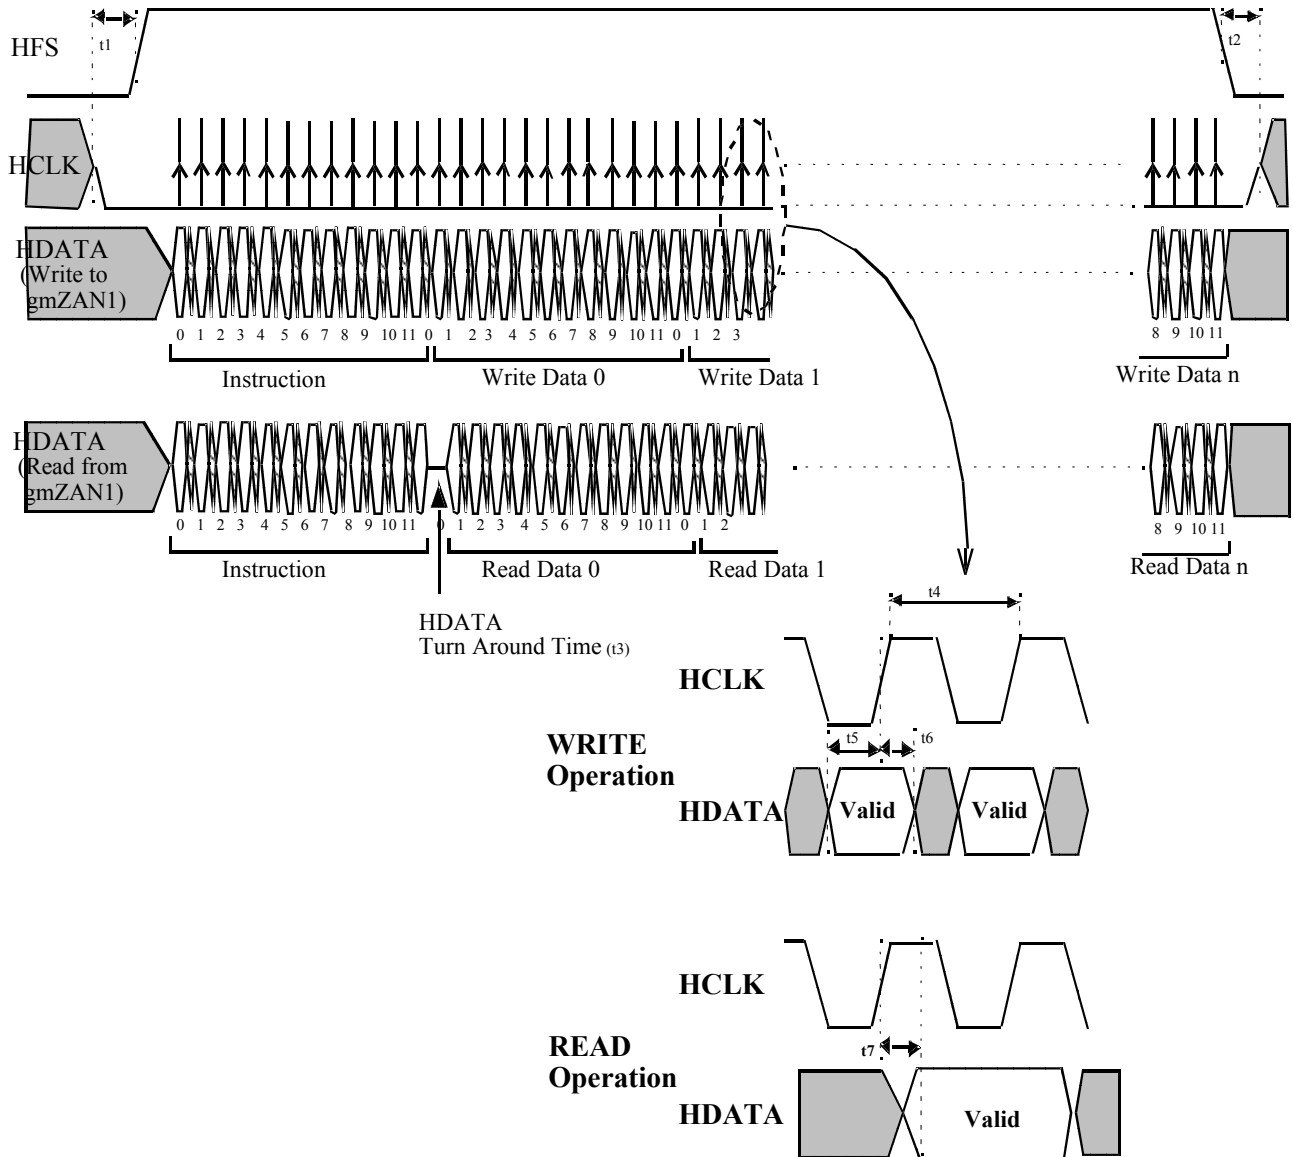 t1
t2
HFS
HCLK
HDATA
(Write to
gmZAN1)
0 1 2 3 4 5 6 7 8 9 10 11 0 1 2 3 4 5 6 7 8 9 10 11 0 1 2 3
8 9 10 11
Instruction Write Data 0 Write Data 1 Write Data n
HDATA
(Read from
gmZAN1)
0 1 2 3 4 5 6 7 8 9 10 11 0 1 2 3 4 5 6 7 8 9 10 11 0 1 2
8 9 10 11
Instruction Read Data 0 Read Data 1 Read Data n
HDATA
Turn Around Time (t3)
t4
HCLK
WRITE
Operation
t5 t6
HDATA Valid Valid
HCLK
READ
Operation
t7
HDATA Valid